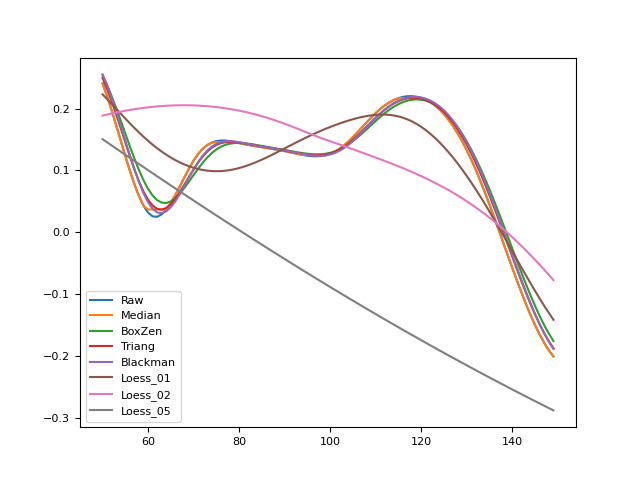 0.2
0.1
0.0
−0.1
−0.2
−0.3
Raw
Median
BoxZen
Triang
Blackman
Loess_01
Loess_02
Loess_05
60 80 100 120 140